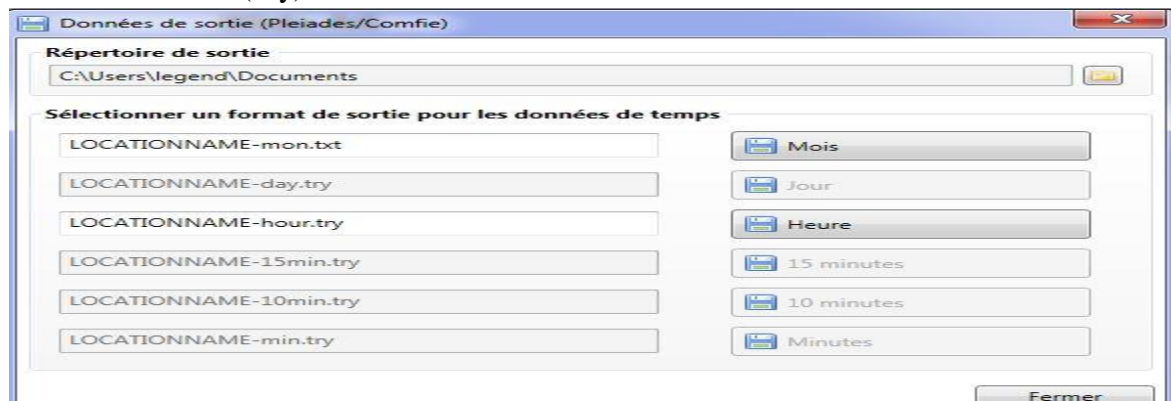 Données de sortie (Pleiades/Comfie)
Répertoire de sortie
C:\Users\legend\Documents
Sélectionner un format de sortie pour les données de temps
LOCATIONNAME-mon.txt Mois
LOCATIONNAME-day.try Jour
LOCATIONNAME-hour.try Heure
LOCATIONNAME-15min.try 15 minutes
LOCATIONNAME-10min.try 10 minutes
LOCATIONNAME-min.try Minutes
Fermer